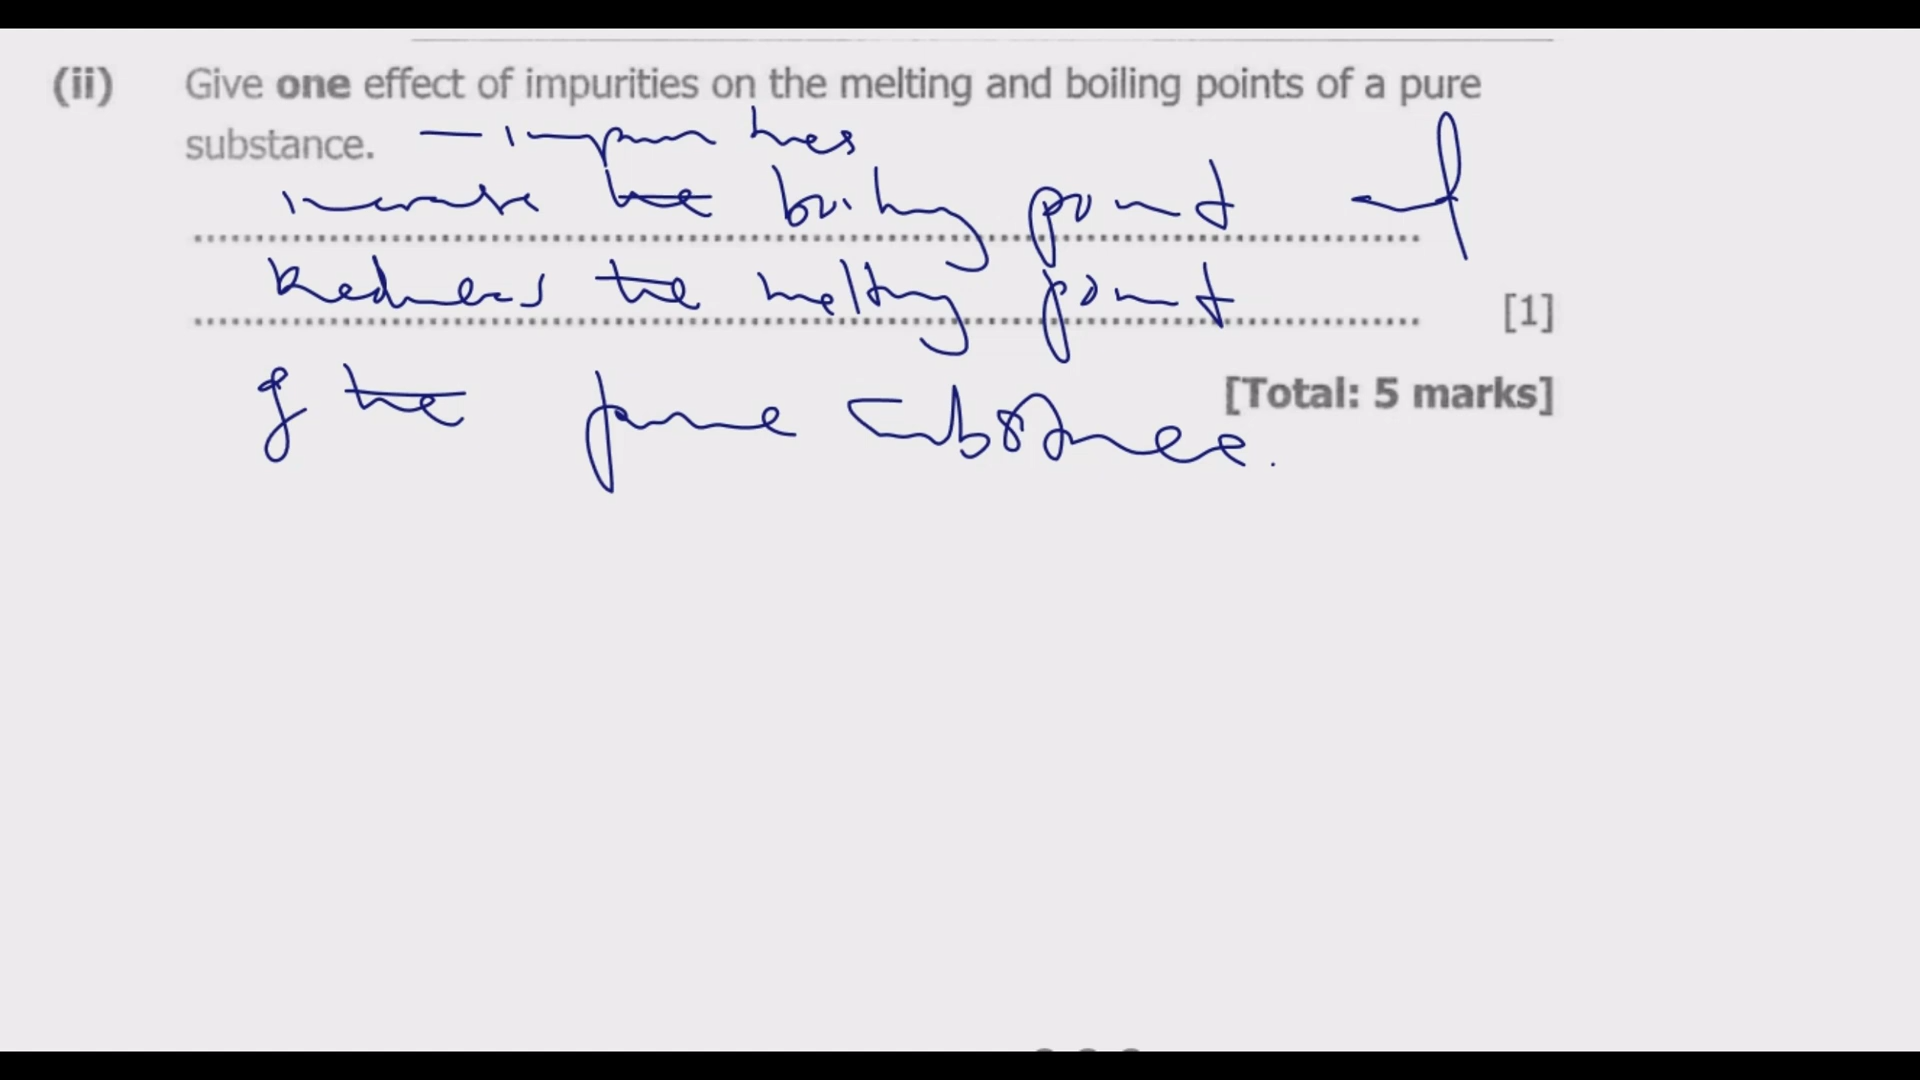 (ii) Give one effect of impurities on the melting and boiling points of a pure
substance. - impurities
increase the boiling point and
Reduces the melting point
[1]
of the pure substance.
[Total: 5 marks]